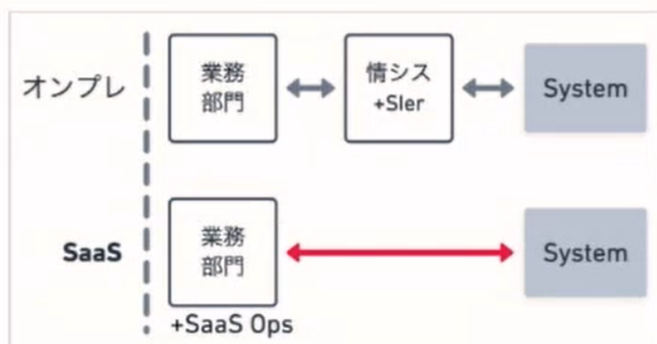 オンプレ
業務
部門
情シス
+SIer
System
SaaS
業務
部門
System
+SaaS Ops